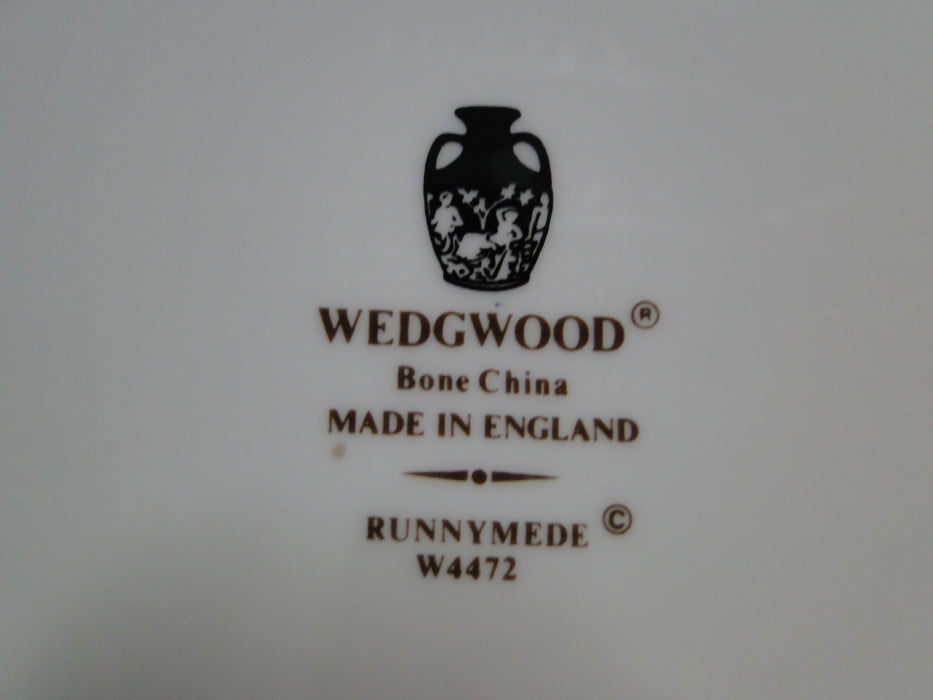 WEDGWOOD®
Bone China
MADE IN ENGLAND
RUNNYMEDE ©
W4472